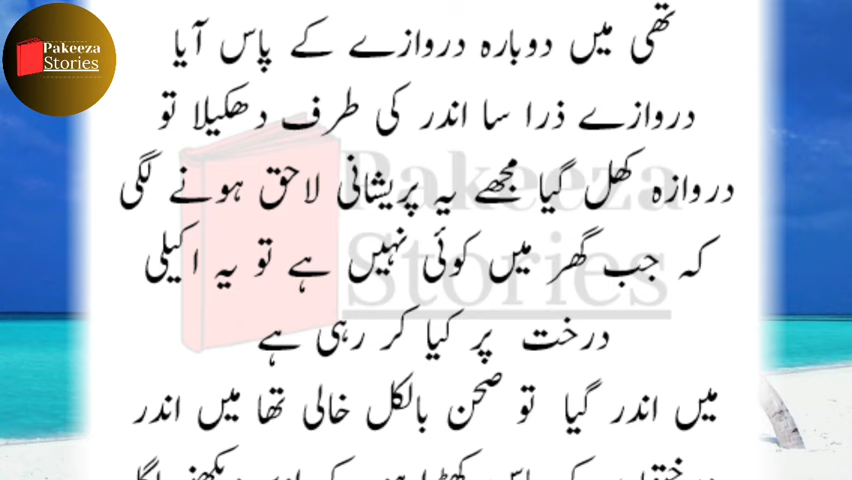 Pakeeza
Stories
تھی میں دوبارہ دروازے کے پاس آیا
دروازے ذرا سا اندر کی طرف دھکیلا تو
دروازہ کھل گیا مجھے یہ پریشانی لاحق ہونے لگی
کہ جب گھر میں کوئی نہیں ہے تو یہ اکیلی
درخت پر کیا کر رہی ہے
میں اندر گیا تو صحن بالکل خالی تھا میں اندر
Pakeeza
Stories